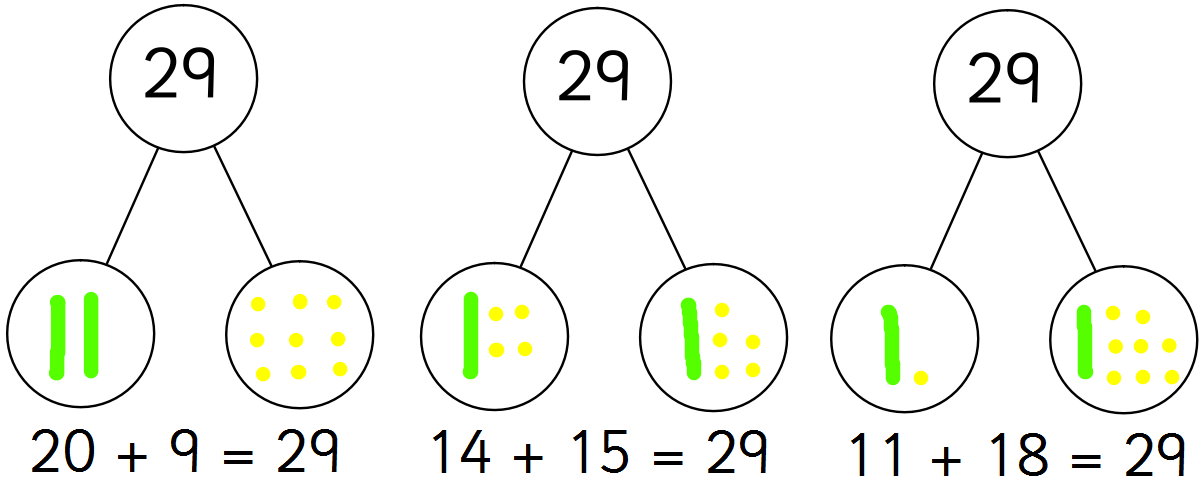 29 29 29
20 + 9 = 29 14 + 15 = 29 11 + 18 = 29